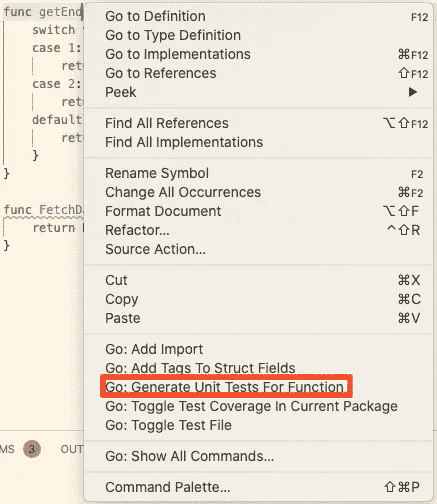 func getEnd
Go to Definition F12
switch
Go to Type Definition
case 1:
Go to Implementations ⌘F12
ret
Go to References ⇧F12
case 2:
Peek ▶
ret
default
Find All References ⌥⇧F12
ret
Find All Implementations
}
}
Rename Symbol F2
Change All Occurrences ⌘F2
func FetchD
Format Document ⌥⇧F
return
Refactor... ^⇧R
}
Source Action...
Cut ⌘X
Copy ⌘C
Paste ⌘V
Go: Add Import
Go: Add Tags To Struct Fields
Go: Generate Unit Tests For Function
Go: Toggle Test Coverage In Current Package
Go: Toggle Test File
MS 3 OUT
Go: Show All Commands...
Command Palette... ⇧⌘P